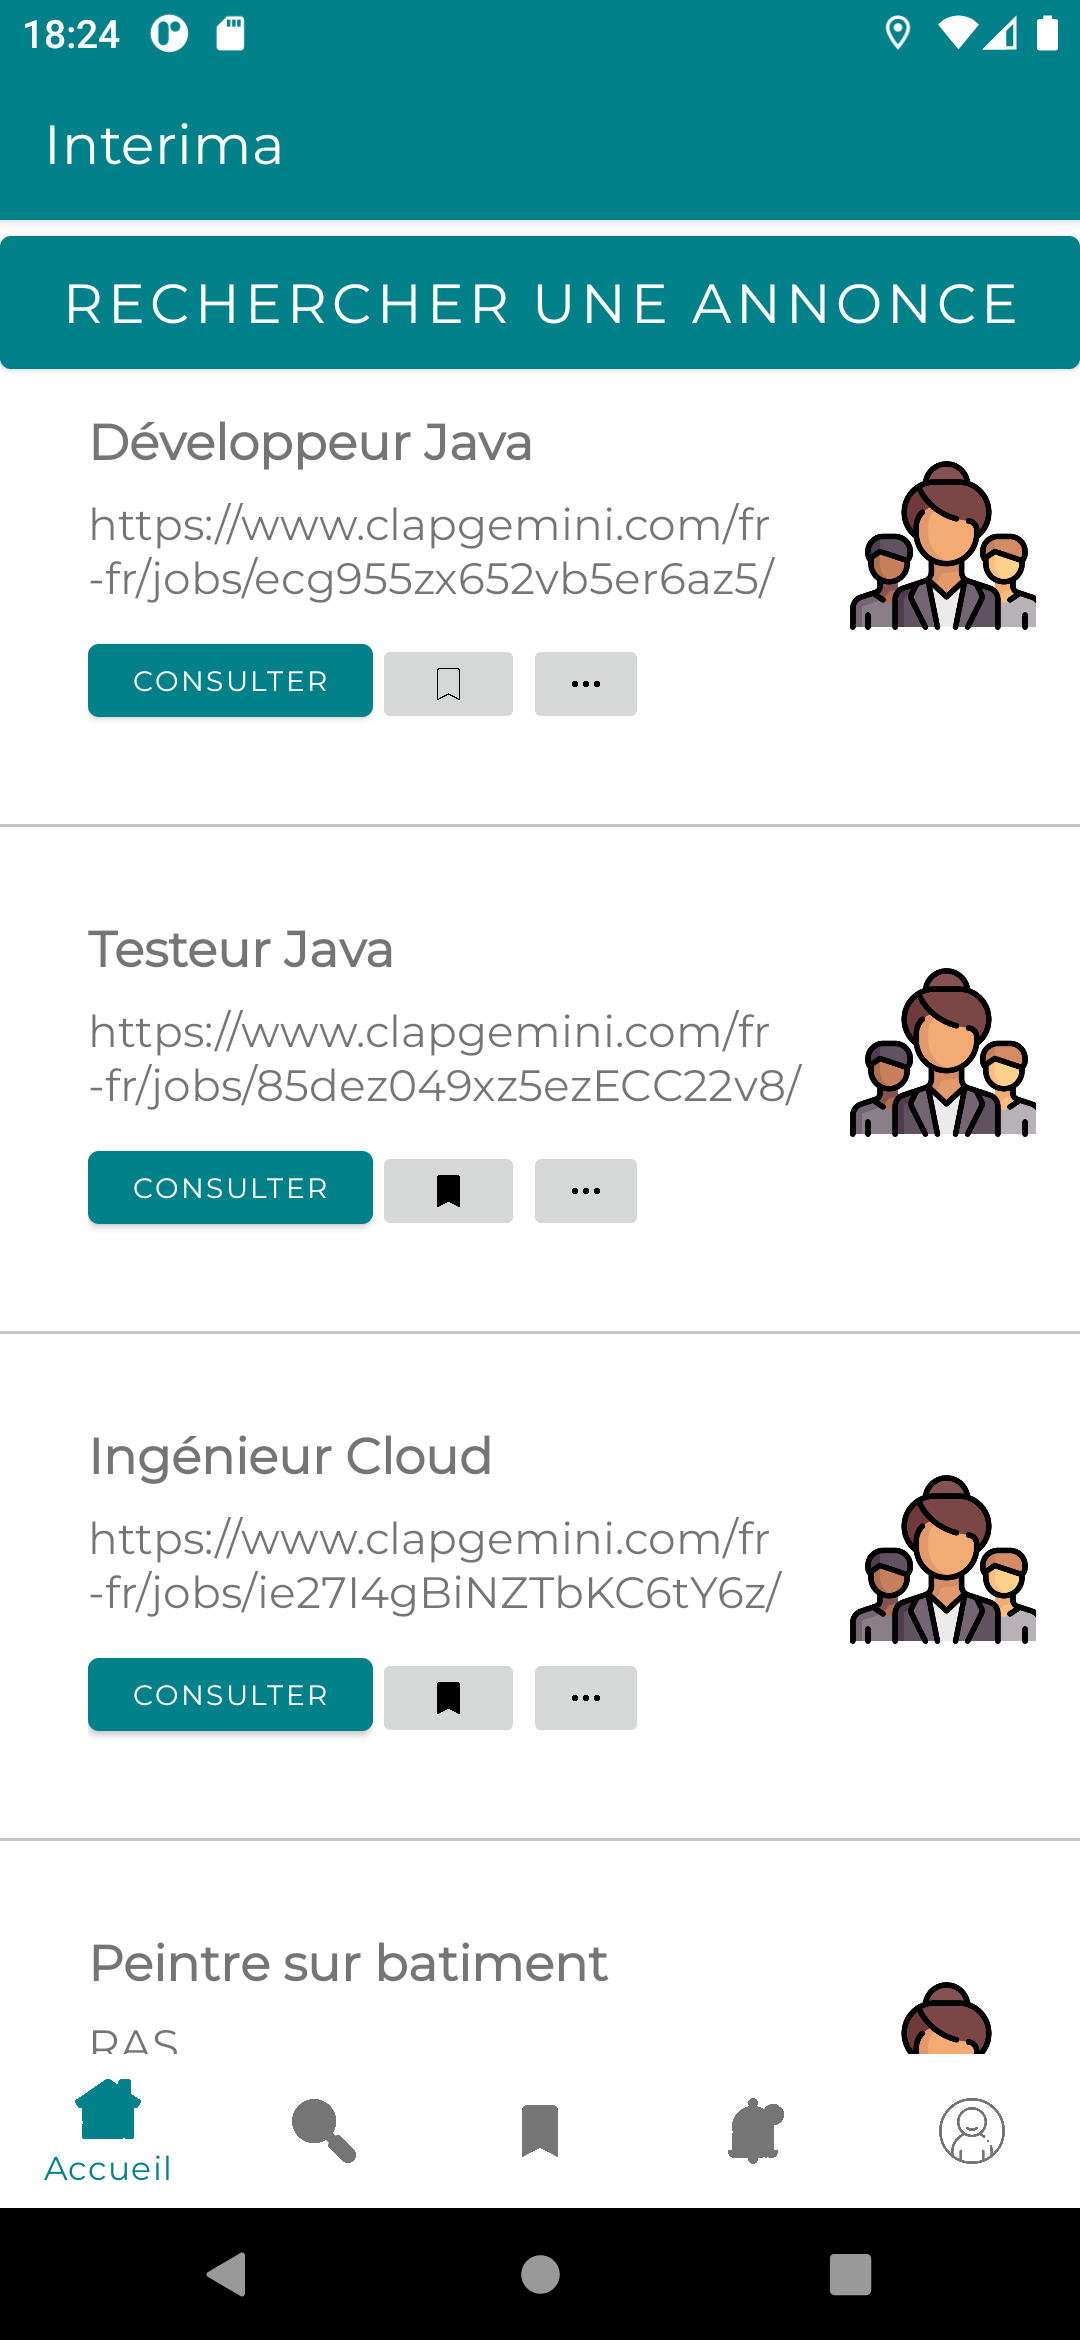 18:24
Interima
RECHERCHER UNE ANNONCE
Développeur Java
https://www.clapgemini.com/fr
-fr/jobs/ecg955zx652vb5er6az5/
CONSULTER
Testeur Java
https://www.clapgemini.com/fr
-fr/jobs/85dez049xz5ezECC22v8/
CONSULTER
Ingénieur Cloud
https://www.clapgemini.com/fr
-fr/jobs/ie27I4gBiNZTbKC6tY6z/
CONSULTER
Peintre sur batiment
RAS
Accueil